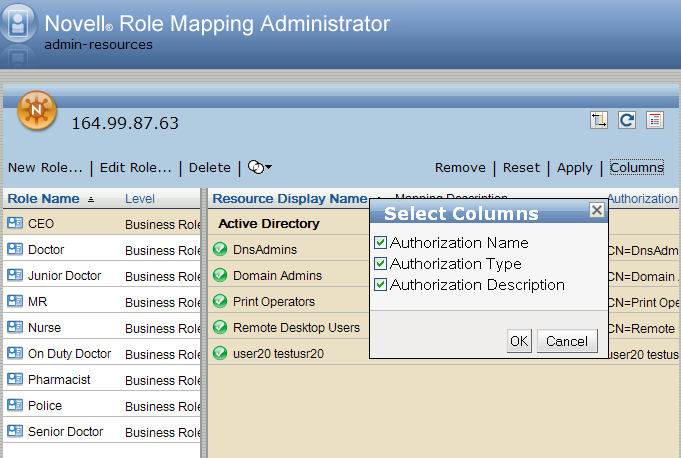 Novell® Role Mapping Administrator
admin-resources
N
164.99.87.63
New Role... | Edit Role... | Delete |
Remove | Reset | Apply | Columns
Role Name Level
Resource Display Name Mapping Description Authorization
CEO Business Role
Doctor Business Role
Junior Doctor Business Role
MR Business Role
Nurse Business Role
On Duty Doctor Business Role
Pharmacist Business Role
Police Business Role
Senior Doctor Business Role
Active Directory
DnsAdmins CN=DnsAdm
Domain Admins CN=Domain
Print Operators CN=Print Ope
Remote Desktop Users CN=Remote
user20 testusr20 user20 testus
Select Columns
Authorization Name
Authorization Type
Authorization Description
OK Cancel